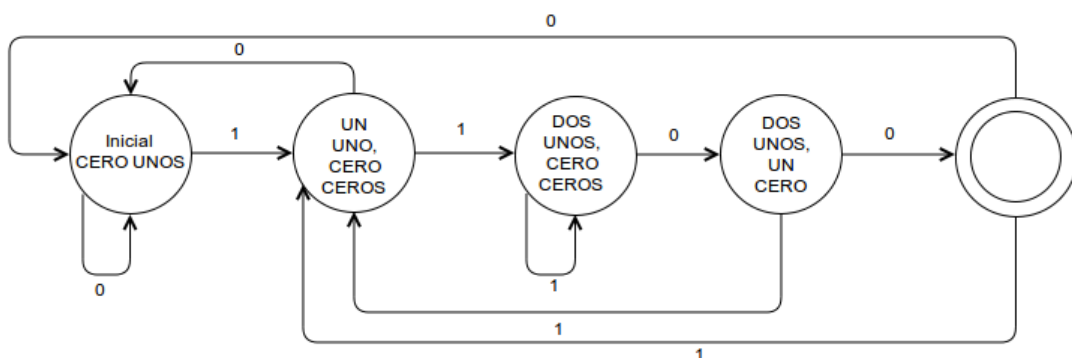 0
0
Inicial
CERO UNOS
1
UN
UNO,
CERO
CEROS
1
DOS
UNOS,
CERO
CEROS
0
DOS
UNOS,
UN
CERO
0
0
1
1
1